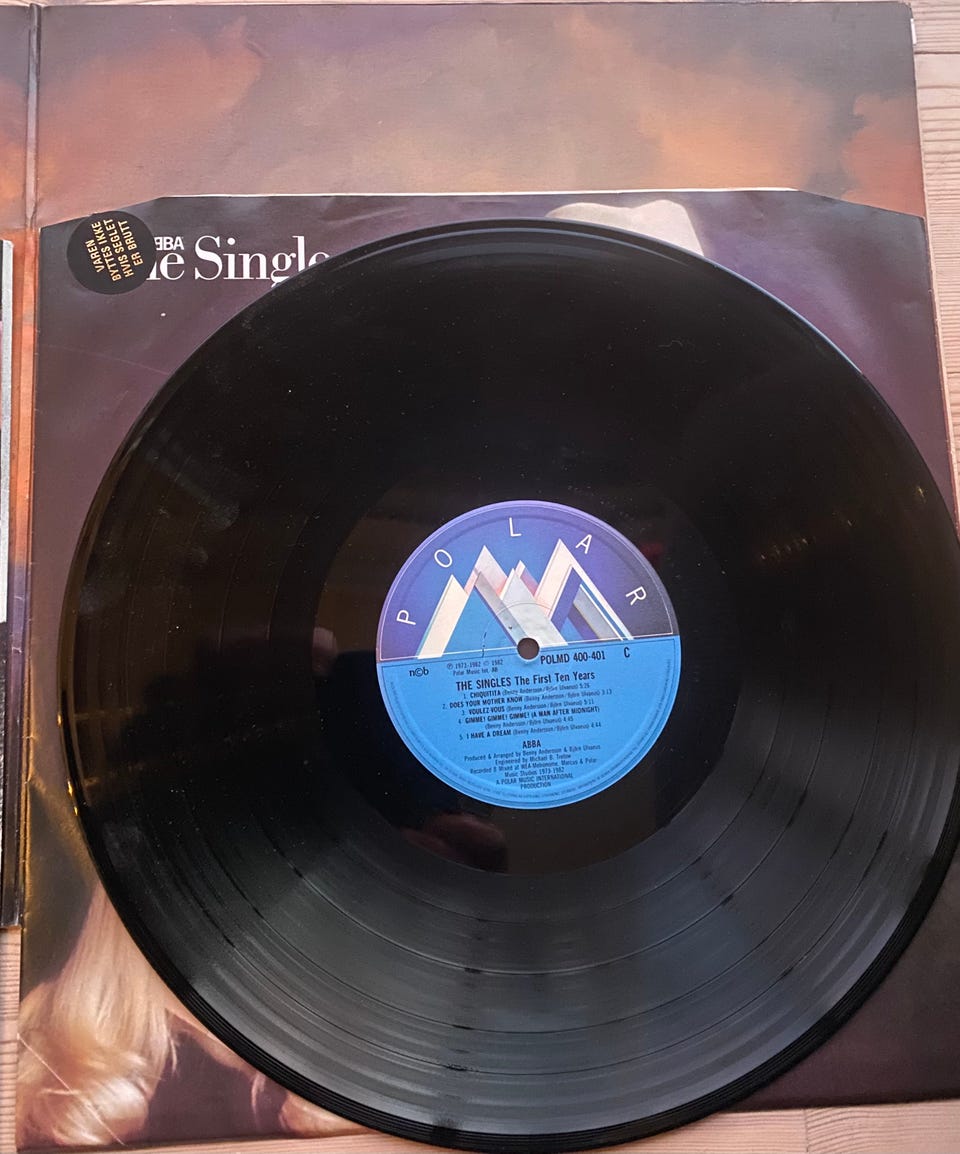 VAREN
BYTTES IKKE
HVIS SEGLET
ER BRUTT
ABBA
e Single
POLAR
n©b
℗ 1973-1982 © 1982
Polar Music Int. AB
POLMD 400-401 C
THE SINGLES The First Ten Years
1. CHIQUITITA (Benny Andersson/Björn Ulvaeus) 5:26
2. DOES YOUR MOTHER KNOW (Benny Andersson/Björn Ulvaeus) 3:13
3. VOULEZ-VOUS (Benny Andersson/Björn Ulvaeus) 5:11
4. GIMME! GIMME! GIMME! (A MAN AFTER MIDNIGHT)
(Benny Andersson/Björn Ulvaeus) 4:45
5. I HAVE A DREAM (Benny Andersson/Björn Ulvaeus) 4:44
ABBA
Produced & Arranged by Benny Andersson & Björn Ulvaeus
Engineered by Michael B. Tretow
Recorded & Mixed at Metronome, Marcus & Polar
Music Studios 1973-1982
A POLAR MUSIC INTERNATIONAL
PRODUCTION